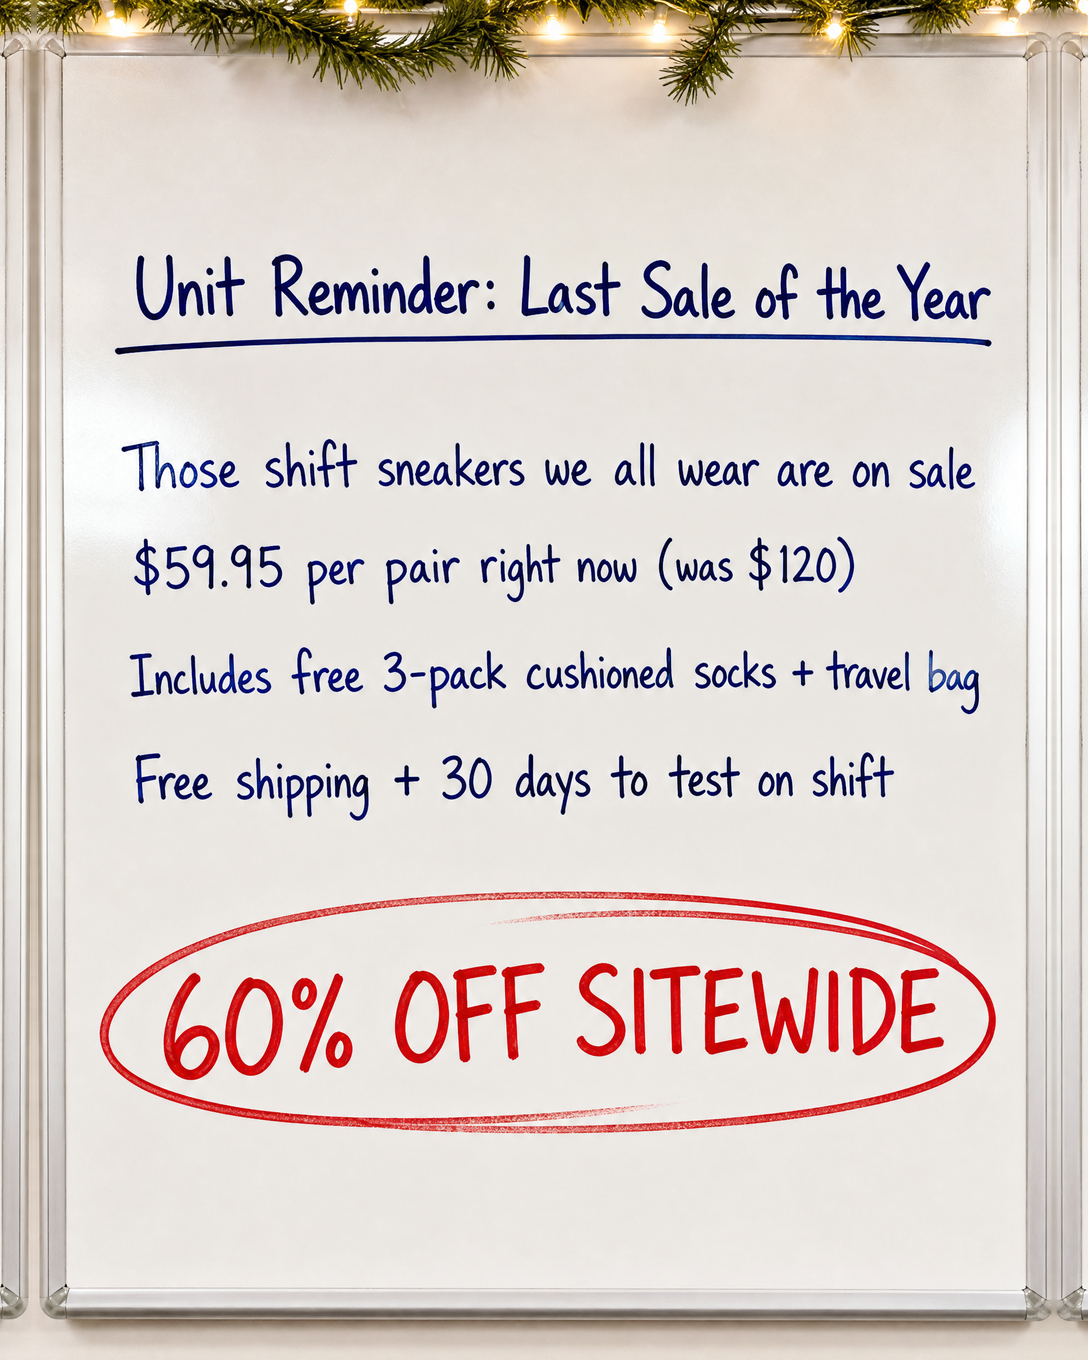 Unit Reminder: Last Sale of the Year
Those shift sneakers we all wear are on sale
$59.95 per pair right now (was $120)
Includes free 3-pack cushioned socks + travel bag
Free shipping + 30 days to test on shift
60% OFF SITEWIDE